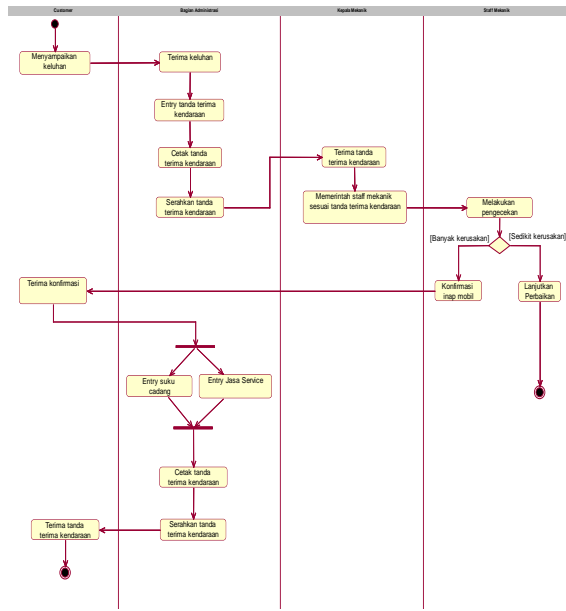 Customer
Bagian Administrasi
Kepala Mekanik
Staff Mekanik
Menyampaikan
keluhan
Terima keluhan
Entry tanda terima
kendaraan
Cetak tanda
terima kendaraan
Serahkan tanda
terima kendaraan
Terima tanda
terima kendaraan
Memerintah staff mekanik
sesuai tanda terima kendaraan
Melakukan
pengecekan
[Banyak kerusakan]
[Sedikit kerusakan]
Terima konfirmasi
Konfirmasi
inap mobil
Lanjutkan
Perbaikan
Entry suku
cadang
Entry Jasa Service
Cetak tanda
terima kendaraan
Serahkan tanda
terima kendaraan
Terima tanda
terima kendaraan